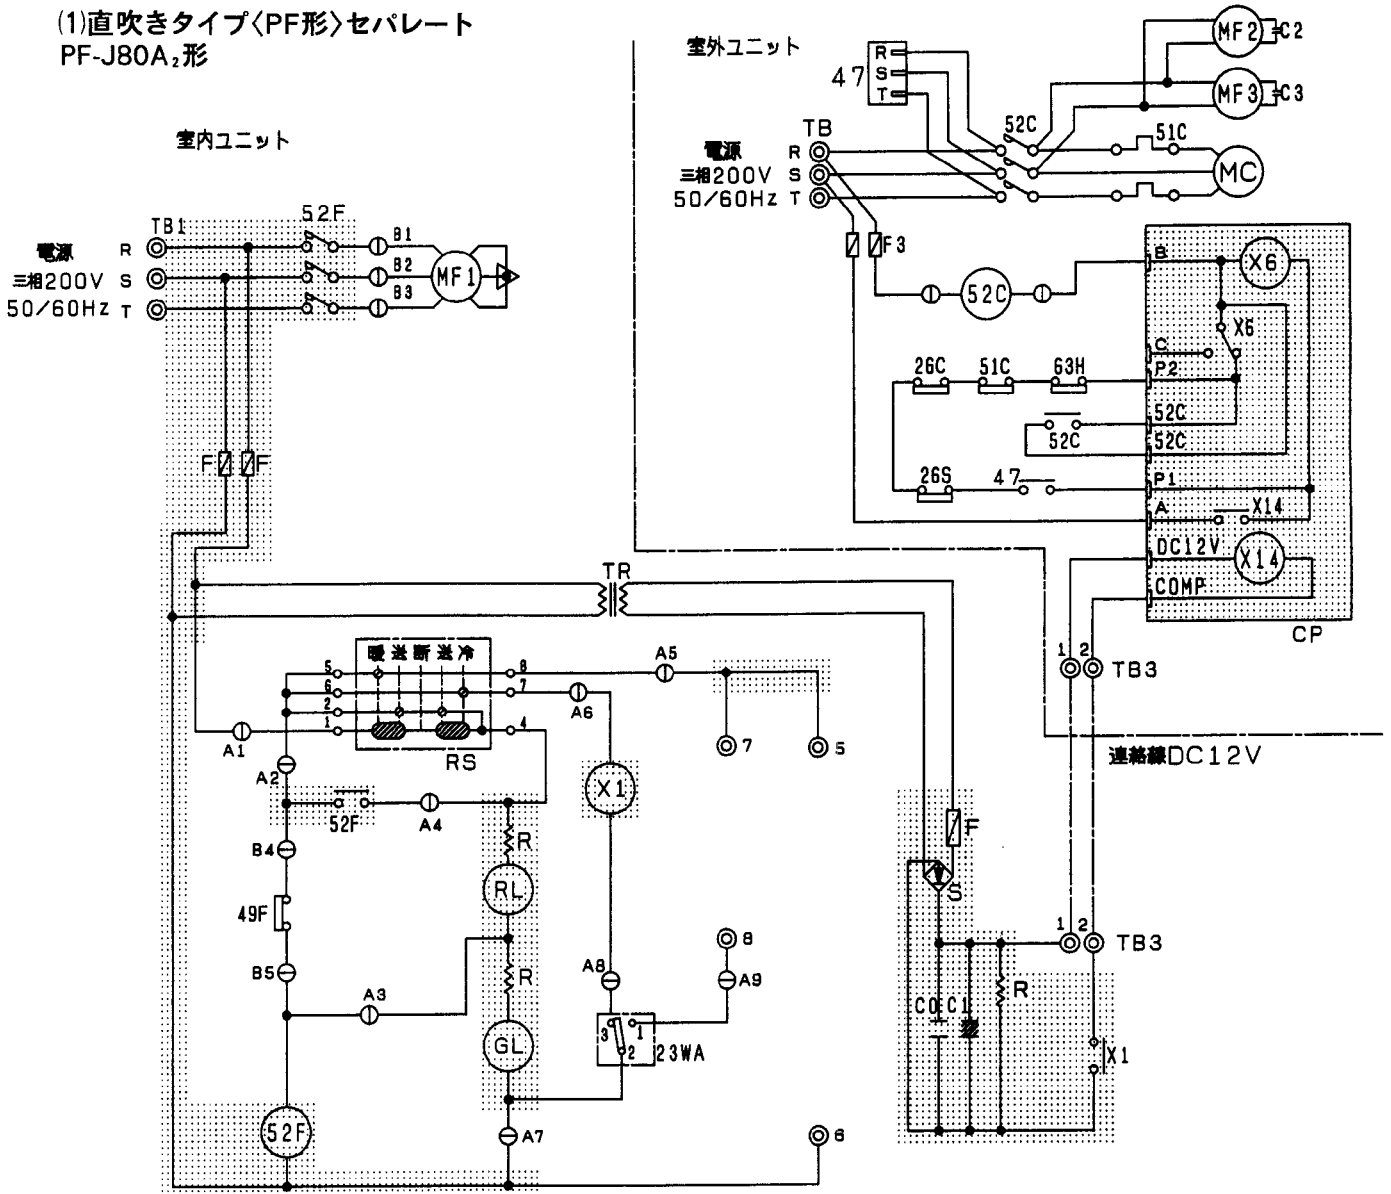 (1)直吹きタイプ〈PF形〉セパレート
PF-J80A₂形
室内ユニット
室外ユニット
47
R
S
T
MF2
C2
MF3
C3
52C
51C
MC
TB
電源
三相200V
50/60Hz
R
S
T
F3
52C
TB1
電源
三相200V
50/60Hz
R
S
T
52F
B1
B2
B3
MF1
F
F
B
X6
X6
C
P2
52C
52C
P1
A
X14
DC12V
X14
COMP
CP
26C
51C
63H
52C
26S
47
TR
1
2
TB3
連絡線DC12V
暖 送 断 送 冷
5
6
2
1
8
7
4
RS
A1
A2
A5
A6
7
5
X1
52F
A4
B4
49F
B5
A3
R
RL
R
GL
52F
A7
A8
8
A9
3
1
2
23WA
6
F
S
1
2
TB3
C0
C1
R
X1